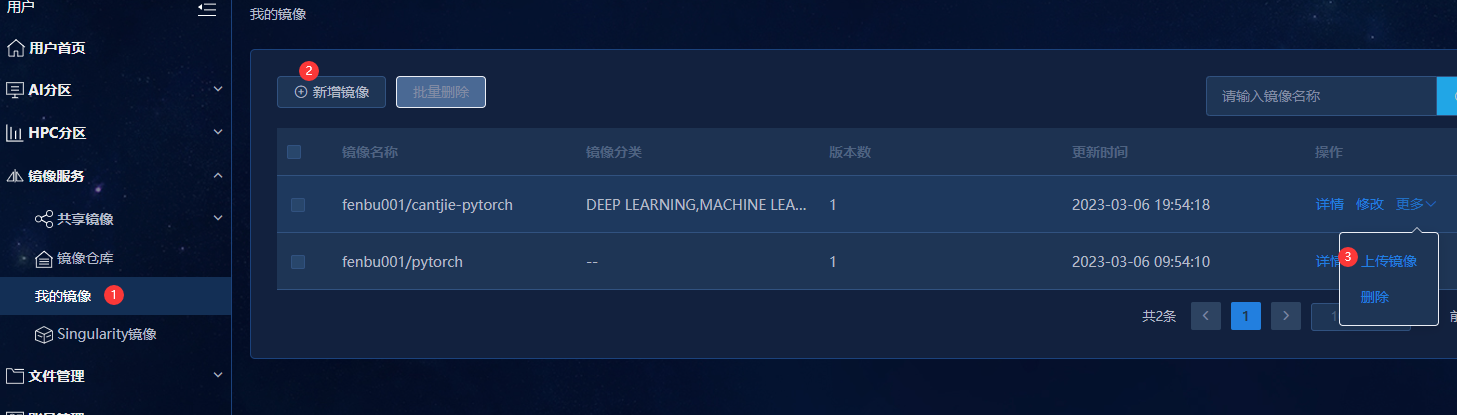 用户
用户首页
AI分区
HPC分区
镜像服务
共享镜像
镜像仓库
我的镜像 1
Singularity镜像
文件管理
我的镜像
2
新增镜像 批量删除 请输入镜像名称
镜像名称 镜像分类 版本数 更新时间 操作
fenbu001/cantjie-pytorch DEEP LEARNING,MACHINE LEA... 1 2023-03-06 19:54:18 详情 修改 更多
fenbu001/pytorch -- 1 2023-03-06 09:54:10 详情
3 上传镜像
删除
共2条 1 1